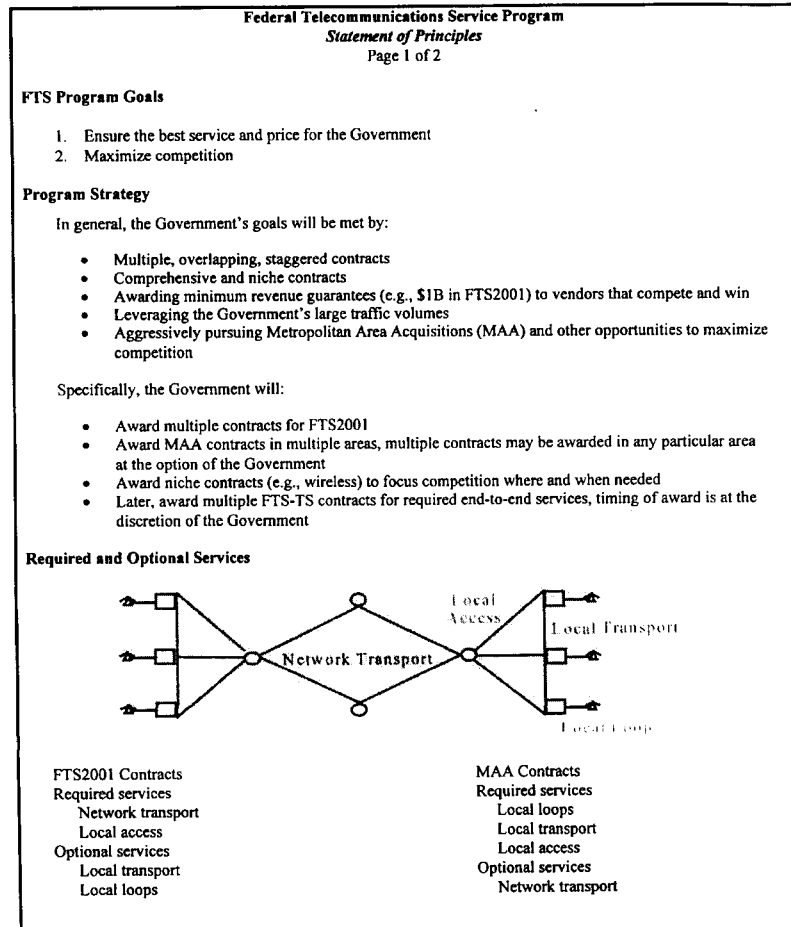 Federal Telecommunications Service Program
Statement of Principles
Page 1 of 2
FTS Program Goals
1. Ensure the best service and price for the Government
2. Maximize competition
Program Strategy
In general, the Government's goals will be met by:
• Multiple, overlapping, staggered contracts
• Comprehensive and niche contracts
• Awarding minimum revenue guarantees (e.g., $1B in FTS2001) to vendors that compete and win
• Leveraging the Government's large traffic volumes
• Aggressively pursuing Metropolitan Area Acquisitions (MAA) and other opportunities to maximize
competition
Specifically, the Government will:
• Award multiple contracts for FTS2001
• Award MAA contracts in multiple areas, multiple contracts may be awarded in any particular area
at the option of the Government
• Award niche contracts (e.g., wireless) to focus competition where and when needed
• Later, award multiple FTS-TS contracts for required end-to-end services, timing of award is at the
discretion of the Government
Required and Optional Services
Local
Access
Local Transport
Network Transport
Local Loop
FTS2001 Contracts
Required services
Network transport
Local access
Optional services
Local transport
Local loops
MAA Contracts
Required services
Local loops
Local transport
Local access
Optional services
Network transport